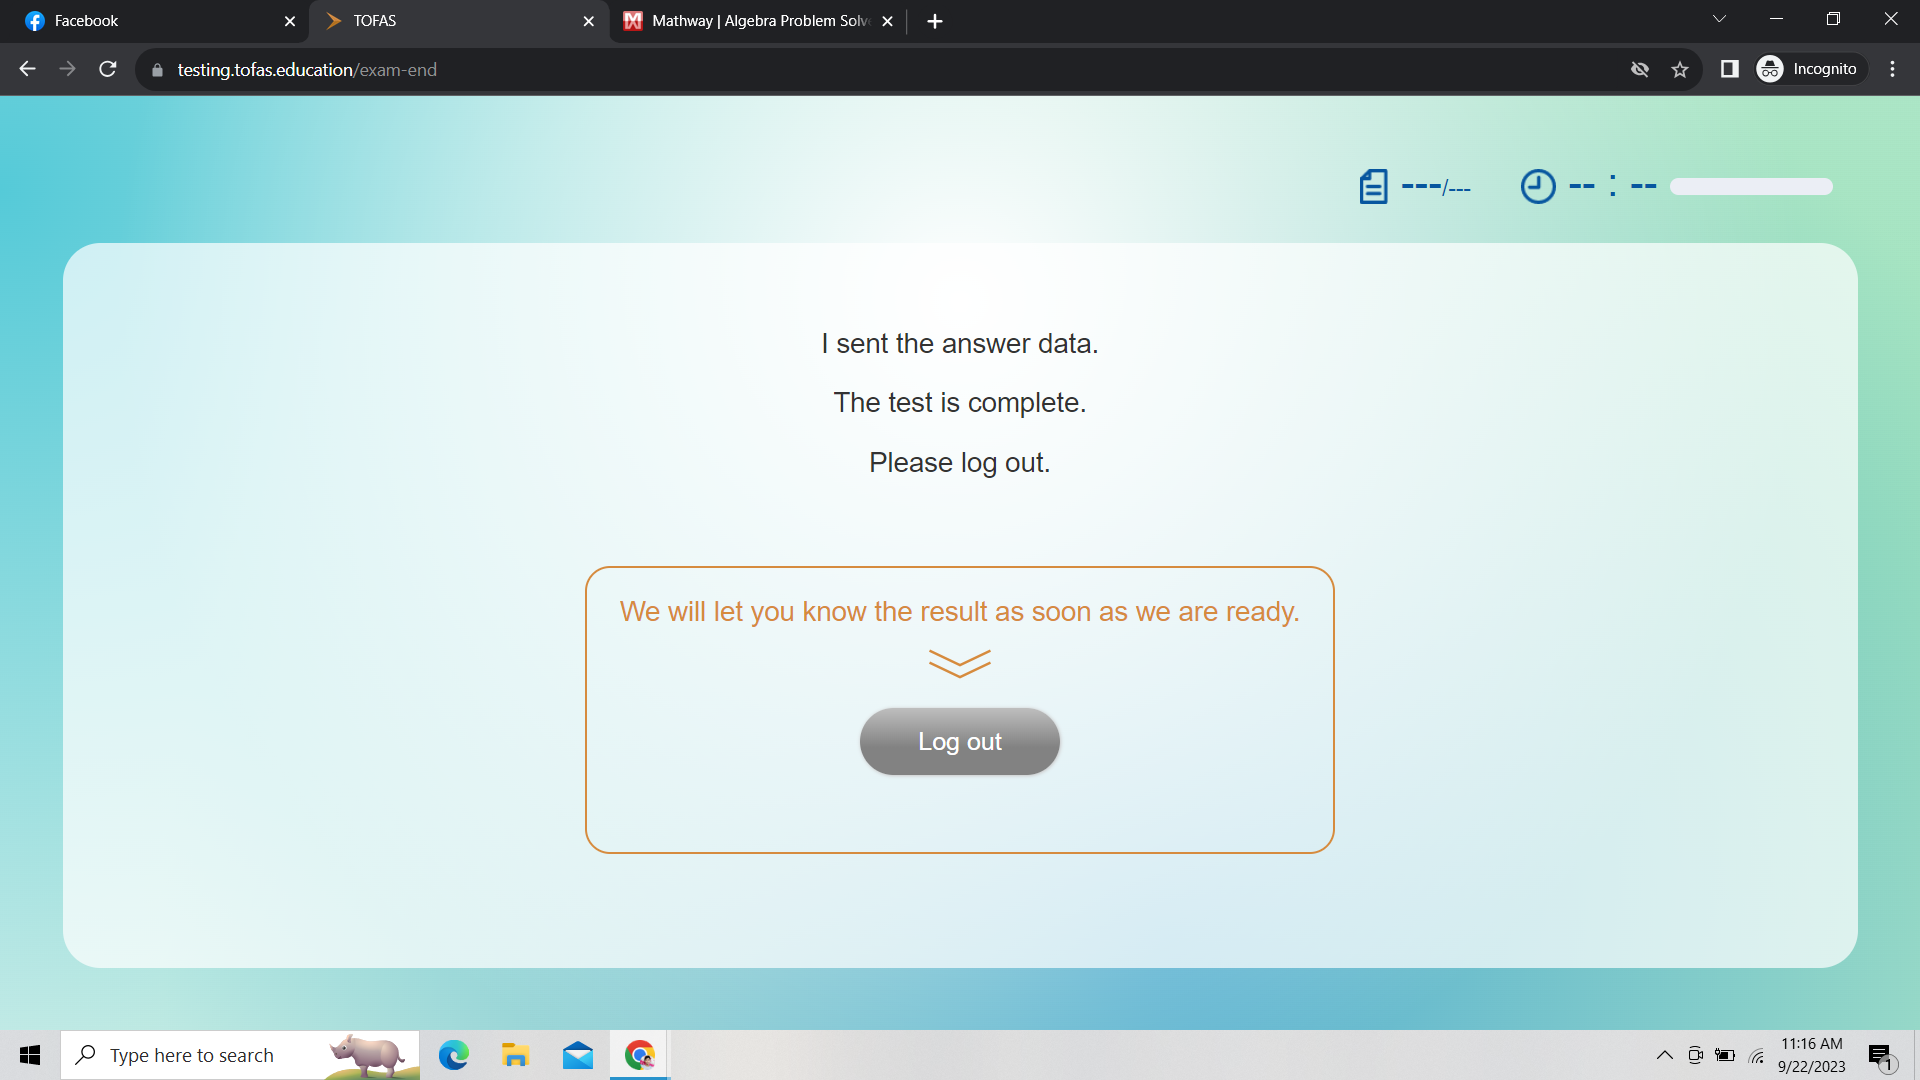 Facebook
TOFAS
Mathway | Algebra Problem Solv
testing.tofas.education/exam-end
Incognito
---/---
-- : --
I sent the answer data.
The test is complete.
Please log out.
We will let you know the result as soon as we are ready.
Log out
Type here to search
11:16 AM
9/22/2023
1